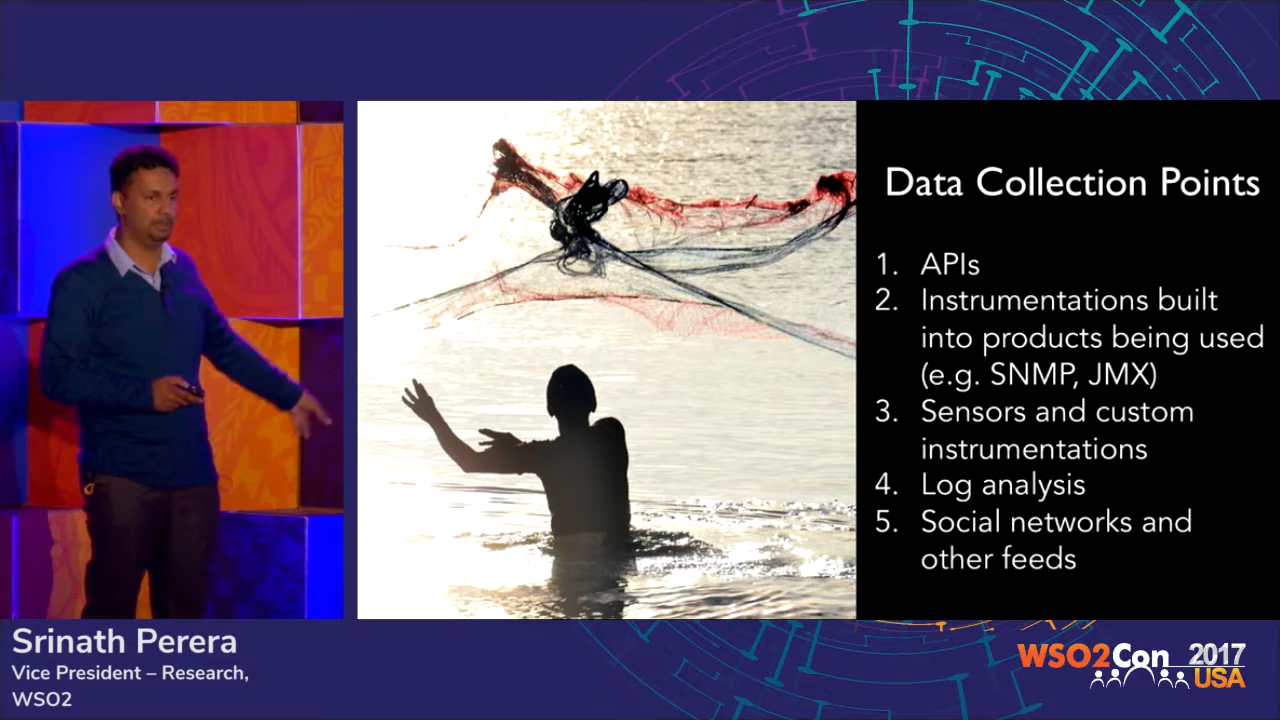 Data Collection Points
1. APIs
2. Instrumentations built
into products being used
(e.g. SNMP, JMX)
3. Sensors and custom
instrumentations
4. Log analysis
5. Social networks and
other feeds
Srinath Perera
Vice President – Research,
WSO2
WSO2Con 2017
USA